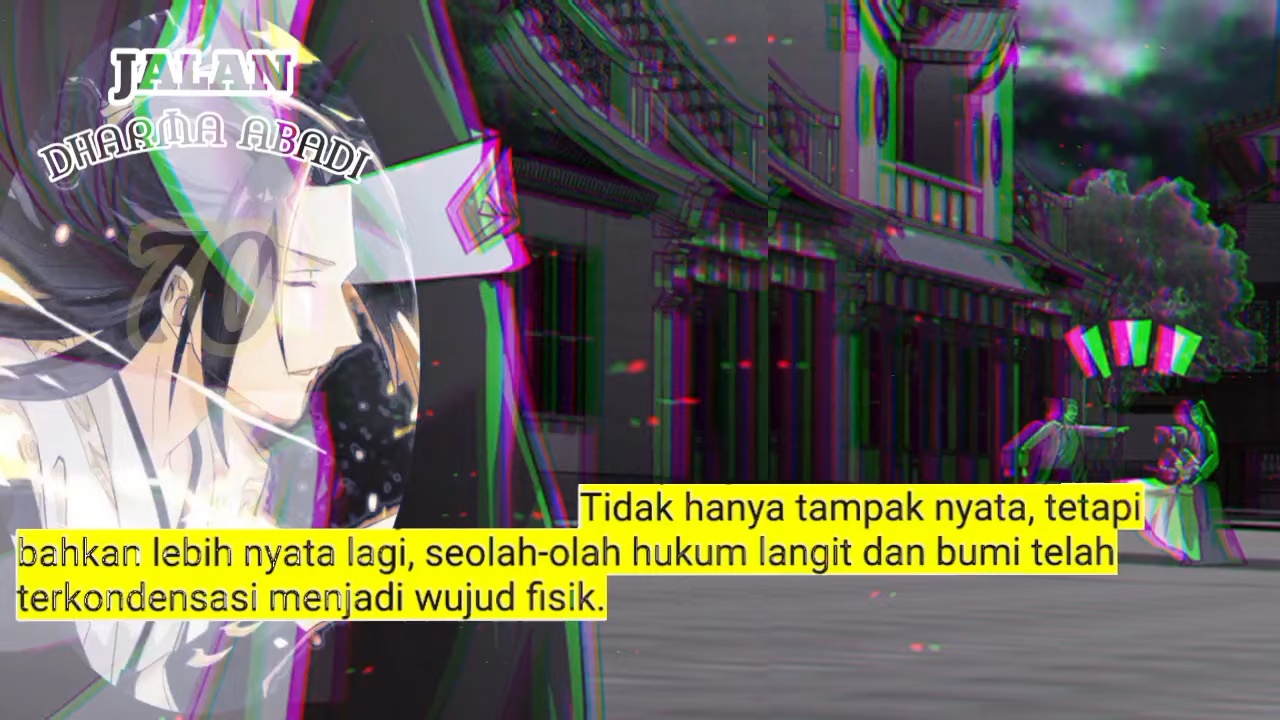 JALAN
DHARMA ABADI
70
Tidak hanya tampak nyata, tetapi
bahkan lebih nyata lagi, seolah-olah hukum langit dan bumi telah
terkondensasi menjadi wujud fisik.